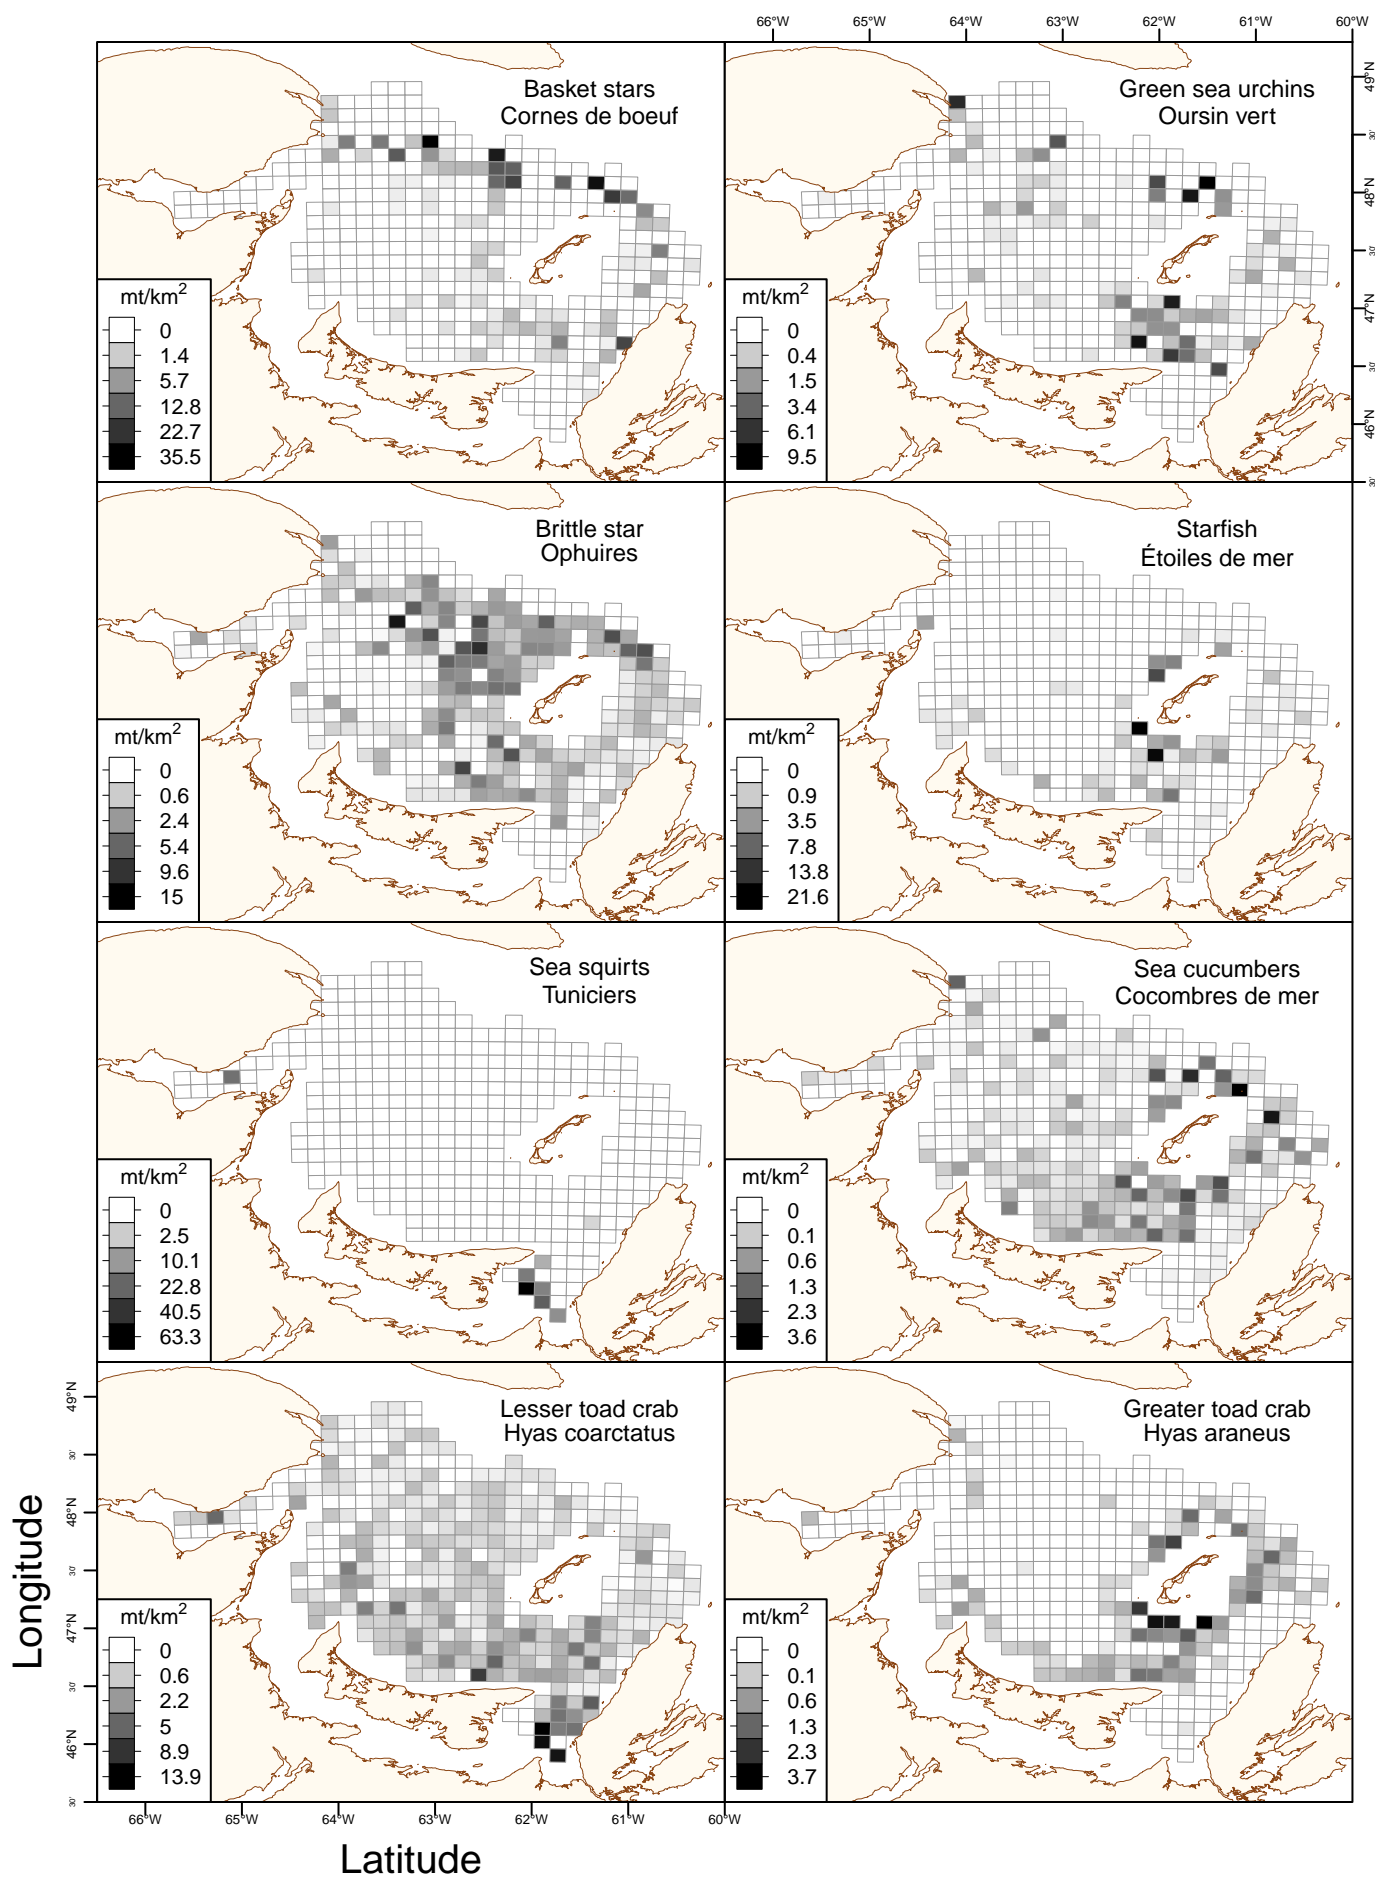 66°W 65°W 64°W 63°W 62°W 61°W 60°W
Basket stars
Cornes de boeuf
mt/km2
0
1.4
5.7
12.8
22.7
35.5
Green sea urchins
Oursin vert
mt/km2
0
0.4
1.5
3.4
6.1
9.5
49°N
30'
48°N
30'
47°N
30'
46°N
30'
Brittle star
Ophuires
mt/km2
0
0.6
2.4
5.4
9.6
15
Starfish
Étoiles de mer
mt/km2
0
0.9
3.5
7.8
13.8
21.6
Sea squirts
Tuniciers
mt/km2
0
2.5
10.1
22.8
40.5
63.3
Sea cucumbers
Cocombres de mer
mt/km2
0
0.1
0.6
1.3
2.3
3.6
Lesser toad crab
Hyas coarctatus
mt/km2
0
0.6
2.2
5
8.9
13.9
Greater toad crab
Hyas araneus
mt/km2
0
0.1
0.6
1.3
2.3
3.7
49°N
30'
48°N
30'
47°N
30'
46°N
30'
Longitude
66°W 65°W 64°W 63°W 62°W 61°W 60°W
Latitude